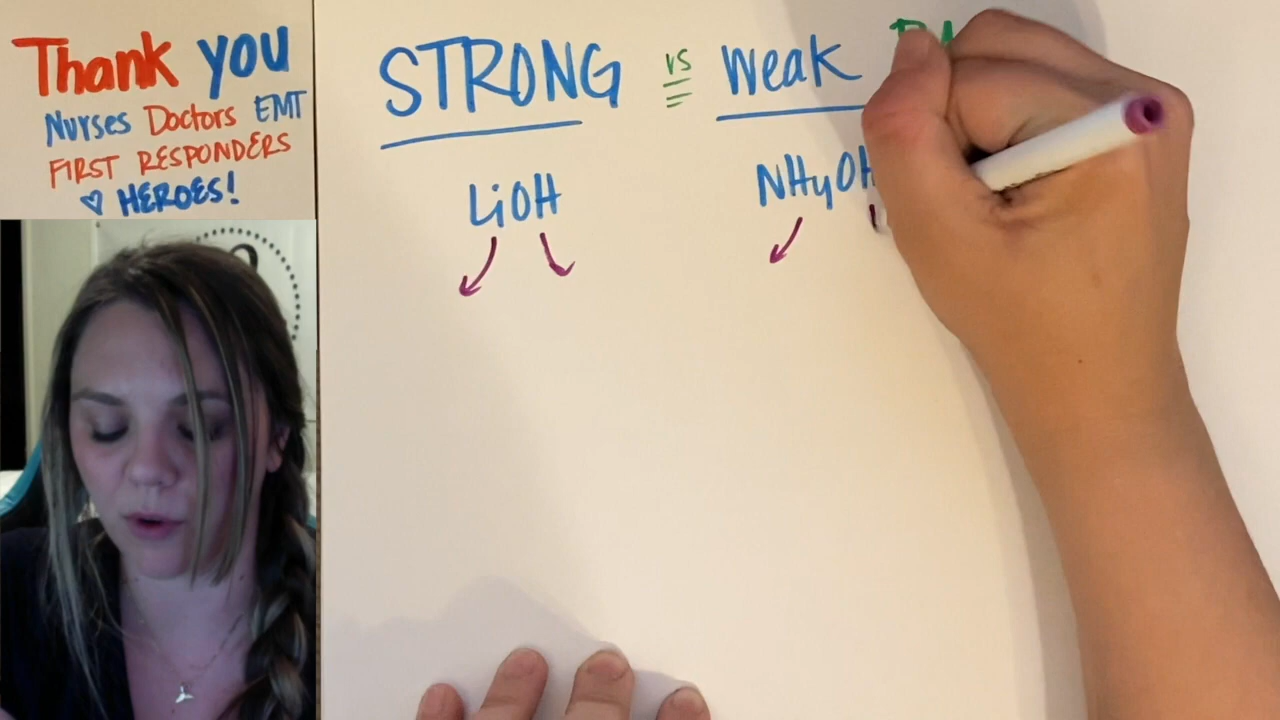 Thank you
Nurses Doctors EMT
FIRST RESPONDERS
♡ HEROES!
STRONG vs Weak
LiOH
NH4OH